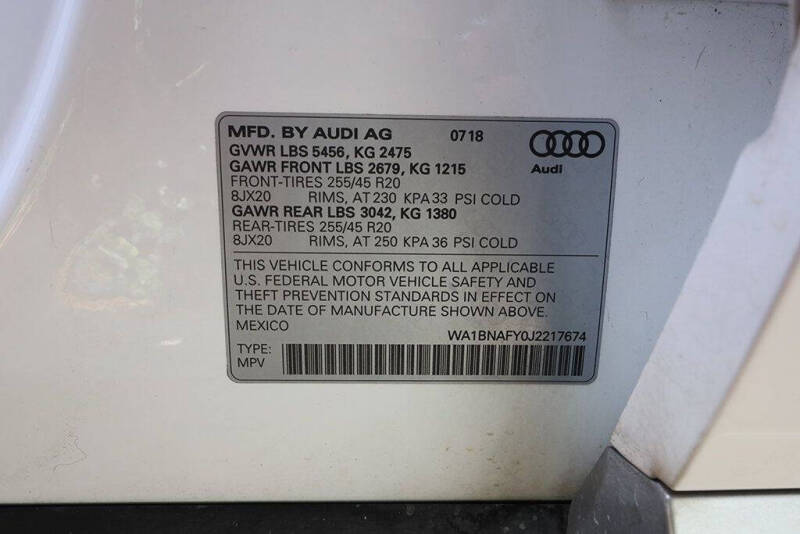 MFD. BY AUDI AG 0718
GVWR LBS 5456, KG 2475
GAWR FRONT LBS 2679, KG 1215
Audi
FRONT-TIRES 255/45 R20
8JX20 RIMS, AT 230 KPA 33 PSI COLD
GAWR REAR LBS 3042, KG 1380
REAR-TIRES 255/45 R20
8JX20 RIMS, AT 250 KPA 36 PSI COLD
THIS VEHICLE CONFORMS TO ALL APPLICABLE
U.S. FEDERAL MOTOR VEHICLE SAFETY AND
THEFT PREVENTION STANDARDS IN EFFECT ON
THE DATE OF MANUFACTURE SHOWN ABOVE.
MEXICO
WA1BNAFY0J2217674
TYPE:
MPV